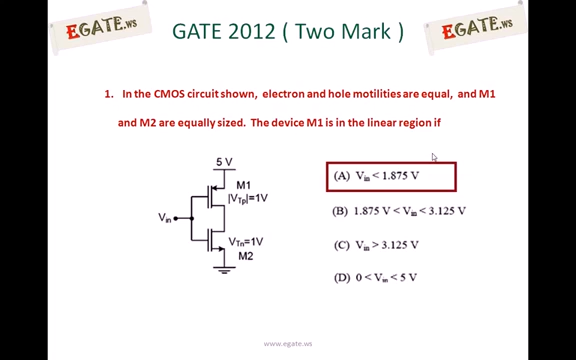 EGATE.WS
GATE 2012 ( Two Mark )
EGATE.WS
1. In the CMOS circuit shown, electron and hole motilities are equal, and M1
and M2 are equally sized. The device M1 is in the linear region if
5 V
M1
|VTp|=1V
Vin
VTn=1V
M2
(A) Vin < 1.875 V
(B) 1.875 V < Vin < 3.125 V
(C) Vin > 3.125 V
(D) 0 < Vin < 5 V
www.egate.ws